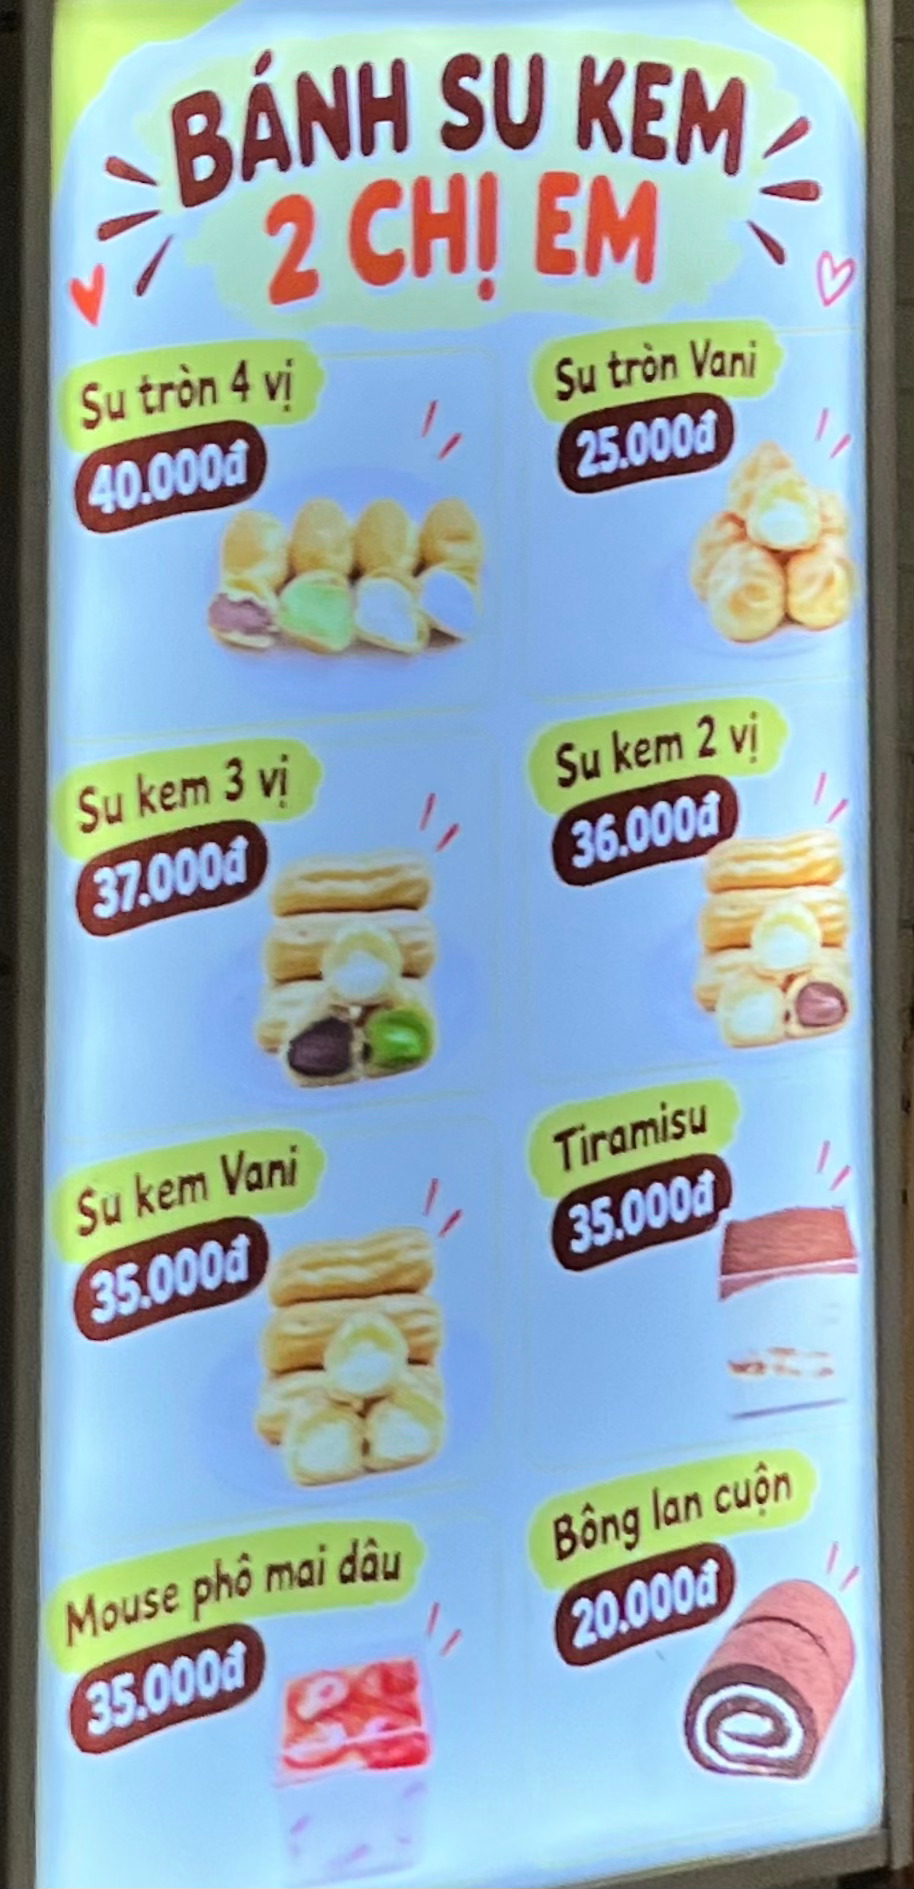 BÁNH SU KEM
2 CHỊ EM
Su tròn 4 vị
40.000đ
Su tròn Vani
25.000đ
Su kem 3 vị
37.000đ
Su kem 2 vị
36.000đ
Su kem Vani
35.000đ
Tiramisu
35.000đ
Mouse phô mai dâu
35.000đ
Bông lan cuộn
20.000đ